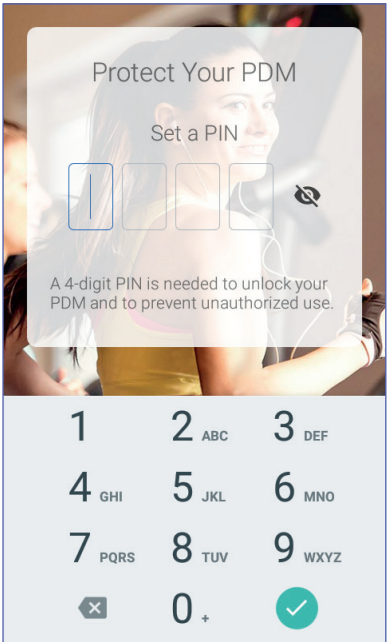 Protect Your PDM
Set a PIN
A 4-digit PIN is needed to unlock your
PDM and to prevent unauthorized use.
1 2 ABC 3 DEF
4 GHI 5 JKL 6 MNO
7 PQRS 8 TUV 9 WXYZ
0 +